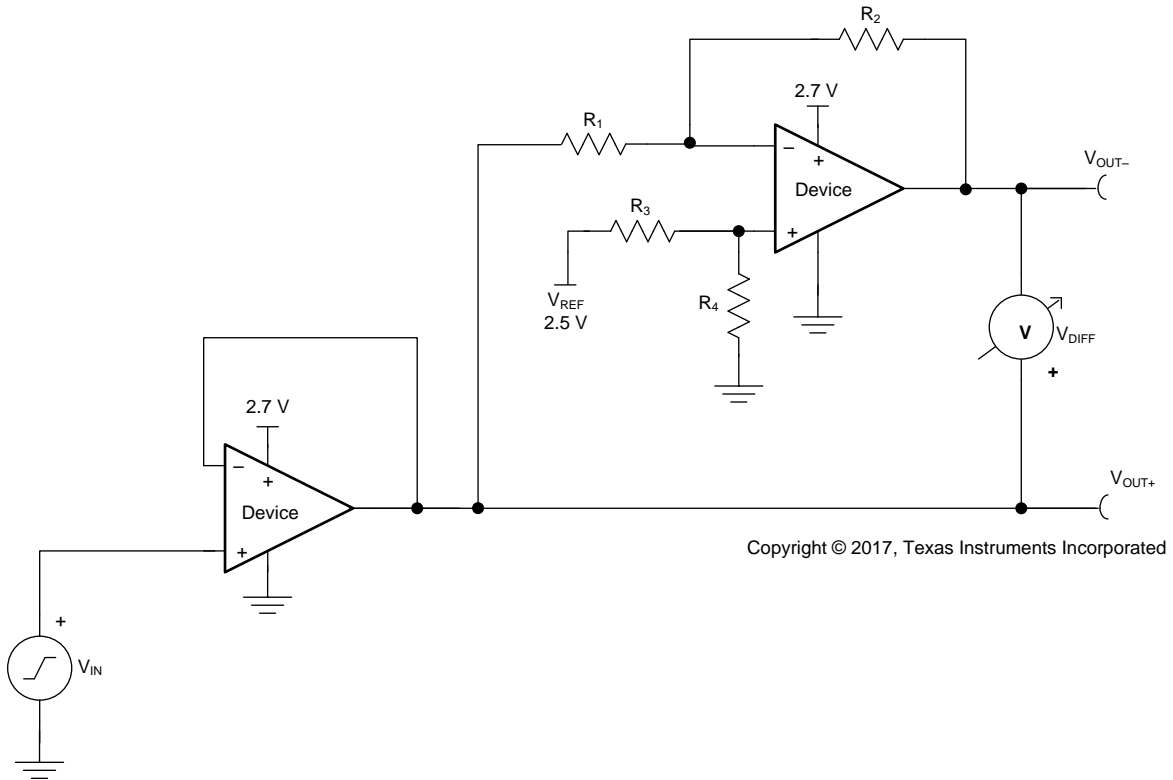 R2
2.7 V
R1
−
+
Device
VOUT−
R3
+
VREF
2.5 V
R4
V
VDIFF
+
2.7 V
−
+
Device
+
VOUT+
Copyright © 2017, Texas Instruments Incorporated
+
VIN